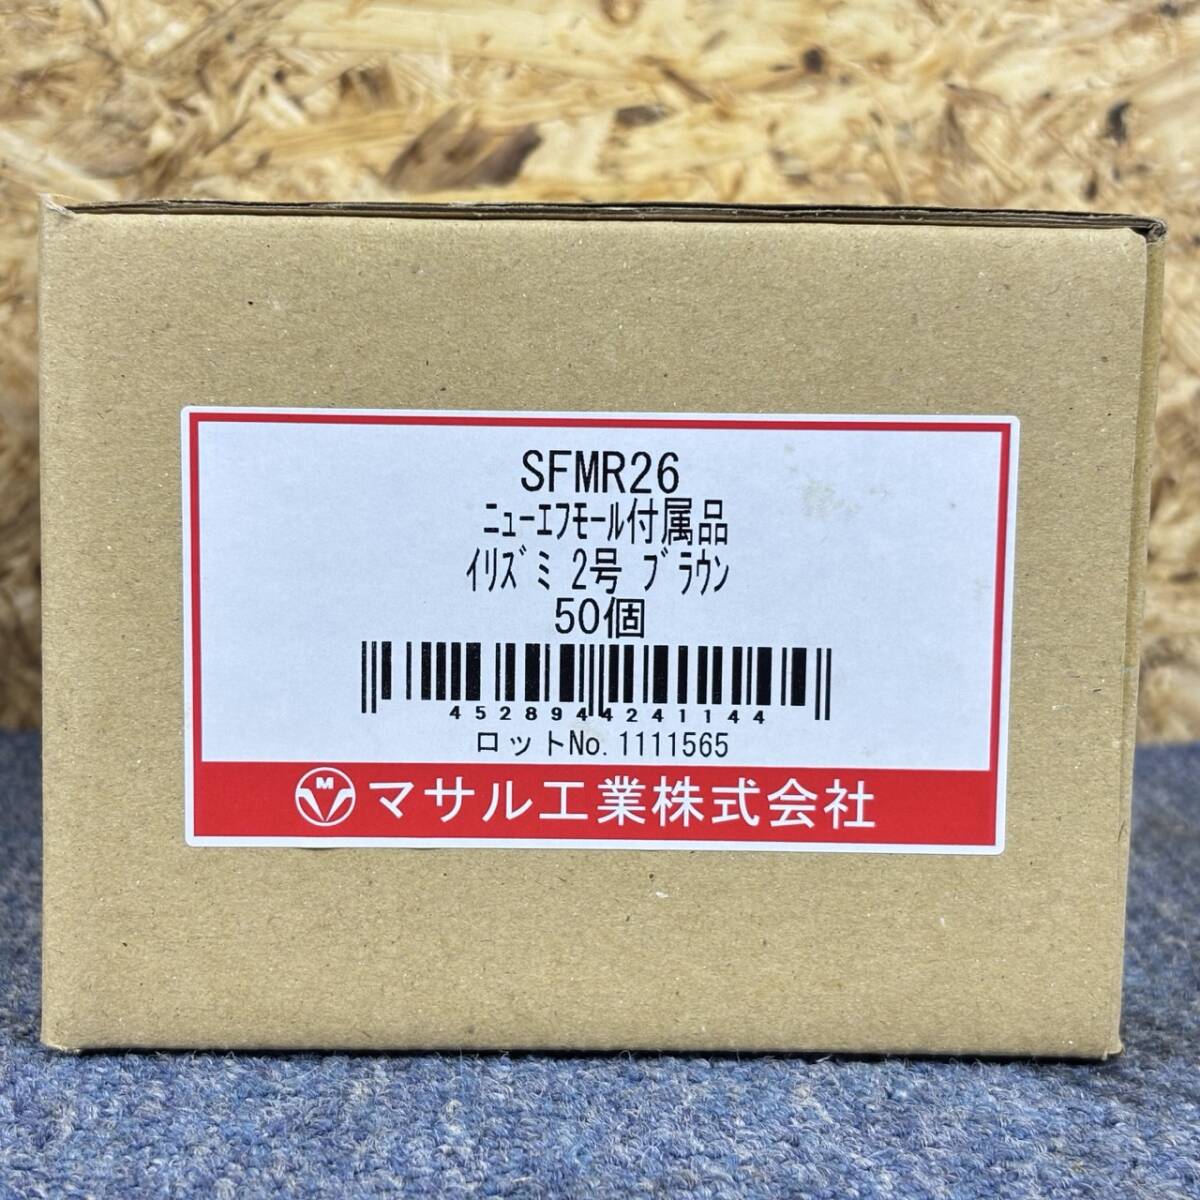 SFMR26
ﾆｭｰｴﾌﾓｰﾙ付属品
ｲﾘｽﾞﾐ 2号 ﾌﾞﾗｳﾝ
50個
4528944241144
ロットNo.1111565
M マサル工業株式会社